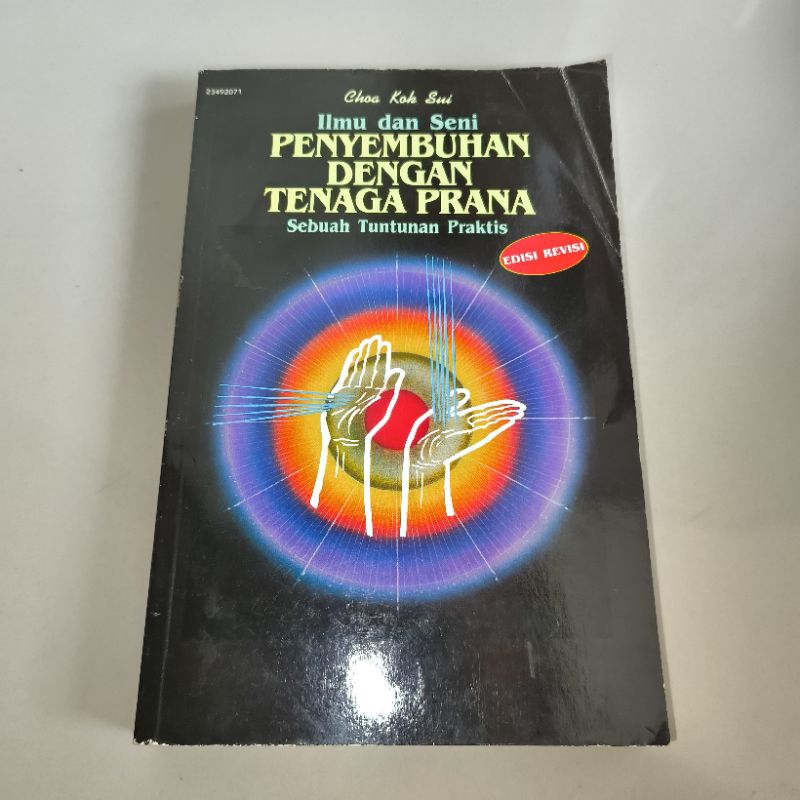 23492071
Choa Kok Sui
Ilmu dan Seni
PENYEMBUHAN
DENGAN
TENAGA PRANA
Sebuah Tuntunan Praktis
EDISI REVISI